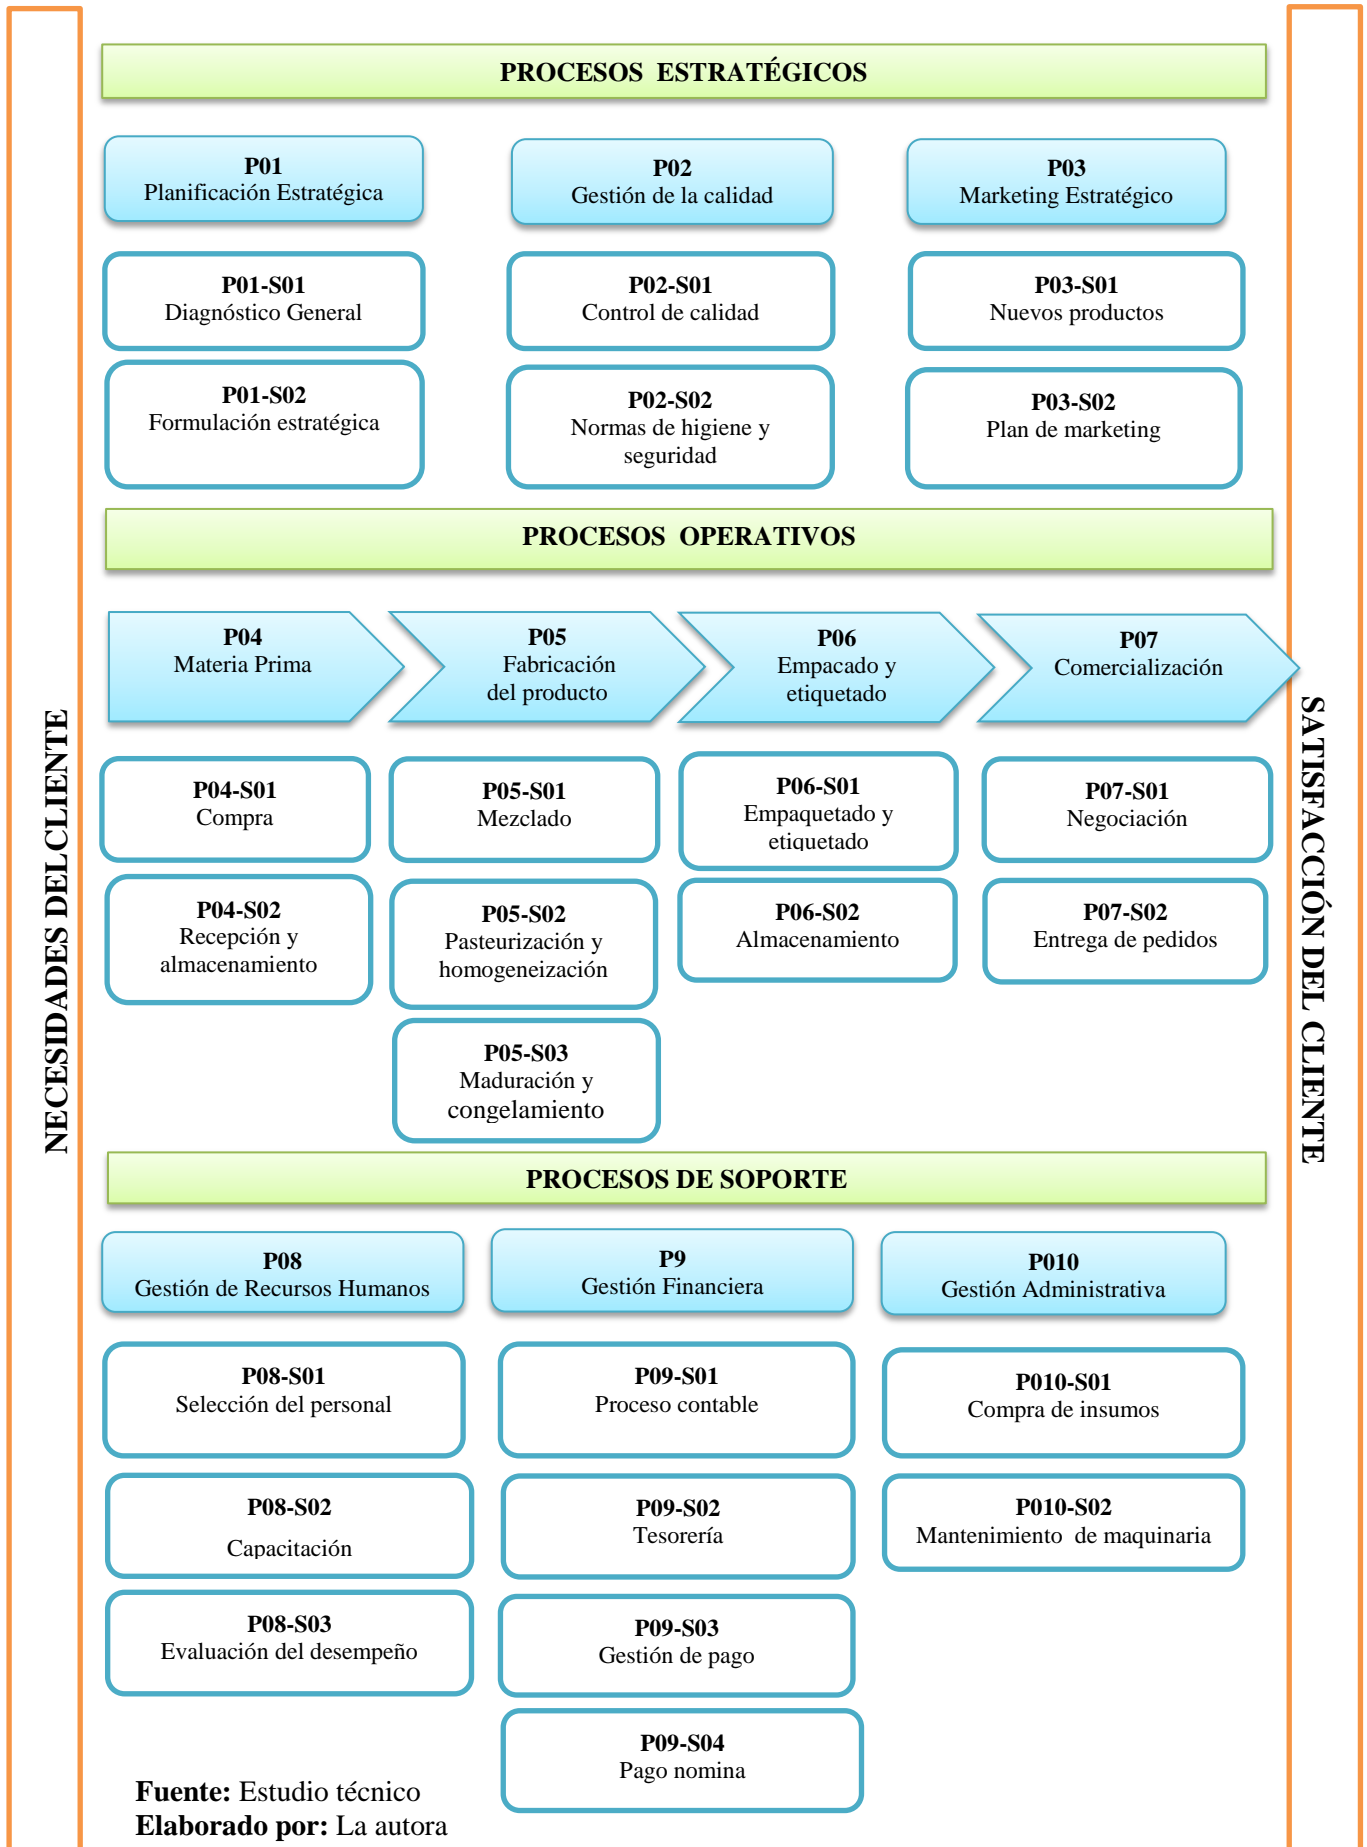 PROCESOS ESTRATÉGICOS
P01
Planificación Estratégica
P02
Gestión de la calidad
P03
Marketing Estratégico
P01-S01
Diagnóstico General
P02-S01
Control de calidad
P03-S01
Nuevos productos
P01-S02
Formulación estratégica
P02-S02
Normas de higiene y
seguridad
P03-S02
Plan de marketing
PROCESOS OPERATIVOS
P04
Materia Prima
P05
Fabricación
del producto
P06
Empacado y
etiquetado
P07
Comercialización
P04-S01
Compra
P05-S01
Mezclado
P06-S01
Empaquetado y
etiquetado
P07-S01
Negociación
P04-S02
Recepción y
almacenamiento
P05-S02
Pasteurización y
homogeneización
P06-S02
Almacenamiento
P07-S02
Entrega de pedidos
P05-S03
Maduración y
congelamiento
NECESIDADES DELCLIENTE
SATISFACCIÓN DEL CLIENTE
PROCESOS DE SOPORTE
P08
Gestión de Recursos Humanos
P9
Gestión Financiera
P010
Gestión Administrativa
P08-S01
Selección del personal
P09-S01
Proceso contable
P010-S01
Compra de insumos
P08-S02
Capacitación
P09-S02
Tesorería
P010-S02
Mantenimiento de maquinaria
P08-S03
Evaluación del desempeño
P09-S03
Gestión de pago
P09-S04
Pago nomina
Fuente: Estudio técnico
Elaborado por: La autora